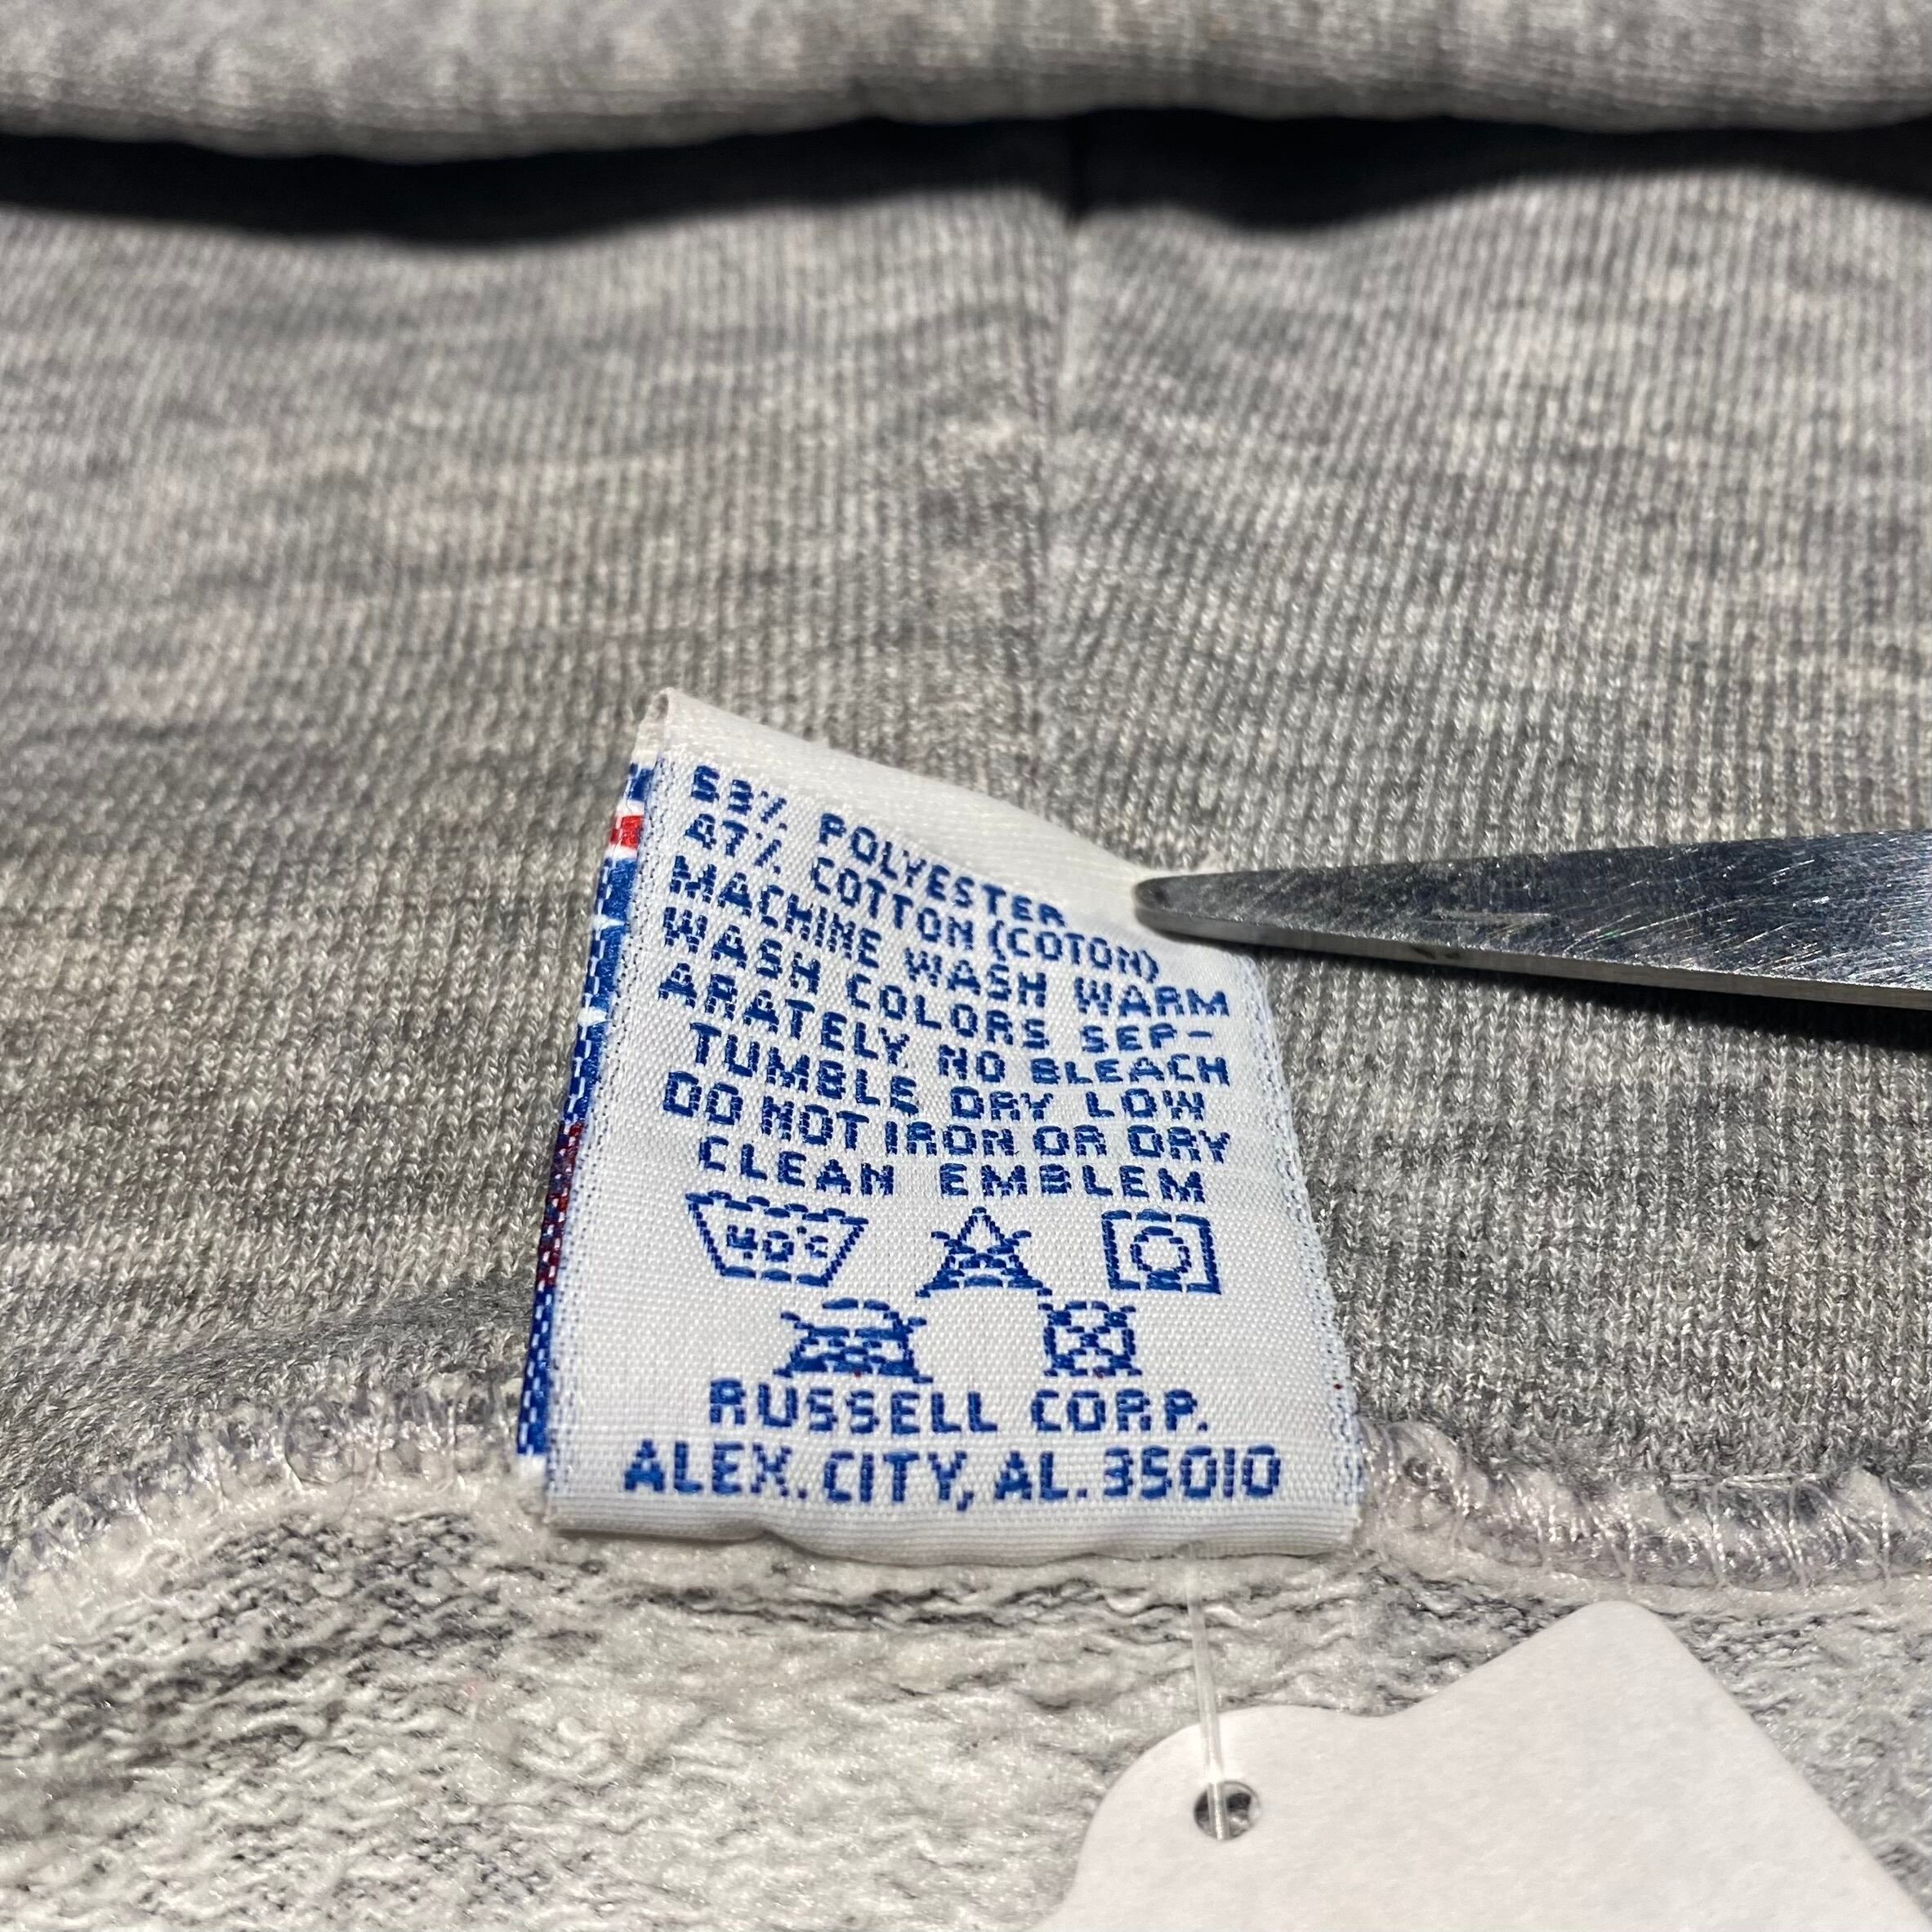 53% POLYESTER
47% COTTON (COTON)
MACHINE WASH WARM
WASH COLORS SEP-
ARATELY NO BLEACH
TUMBLE DRY LOW
DO NOT IRON OR DRY
CLEAN EMBLEM
40°C
RUSSELL CORP.
ALEX. CITY, AL. 35010